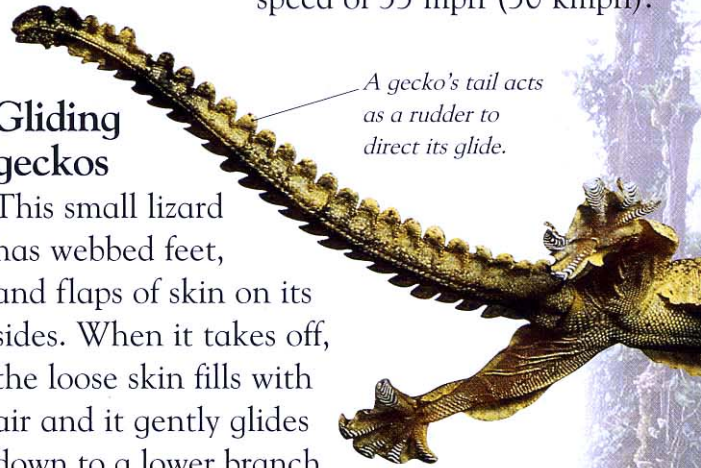 speed of mph kmph).
A gecko's tail acts
as a rudder to
direct its glide.
Gliding
geckos
This small lizard
has webbed feet,
and flaps of skin on its
sides. When it takes off,
the loose skin fills with
air and it gently glides
down to a lower branch